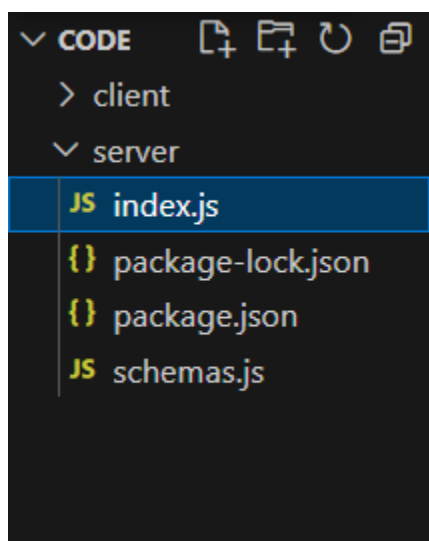 CODE
client
server
JS index.js
{} package-lock.json
{} package.json
JS schemas.js